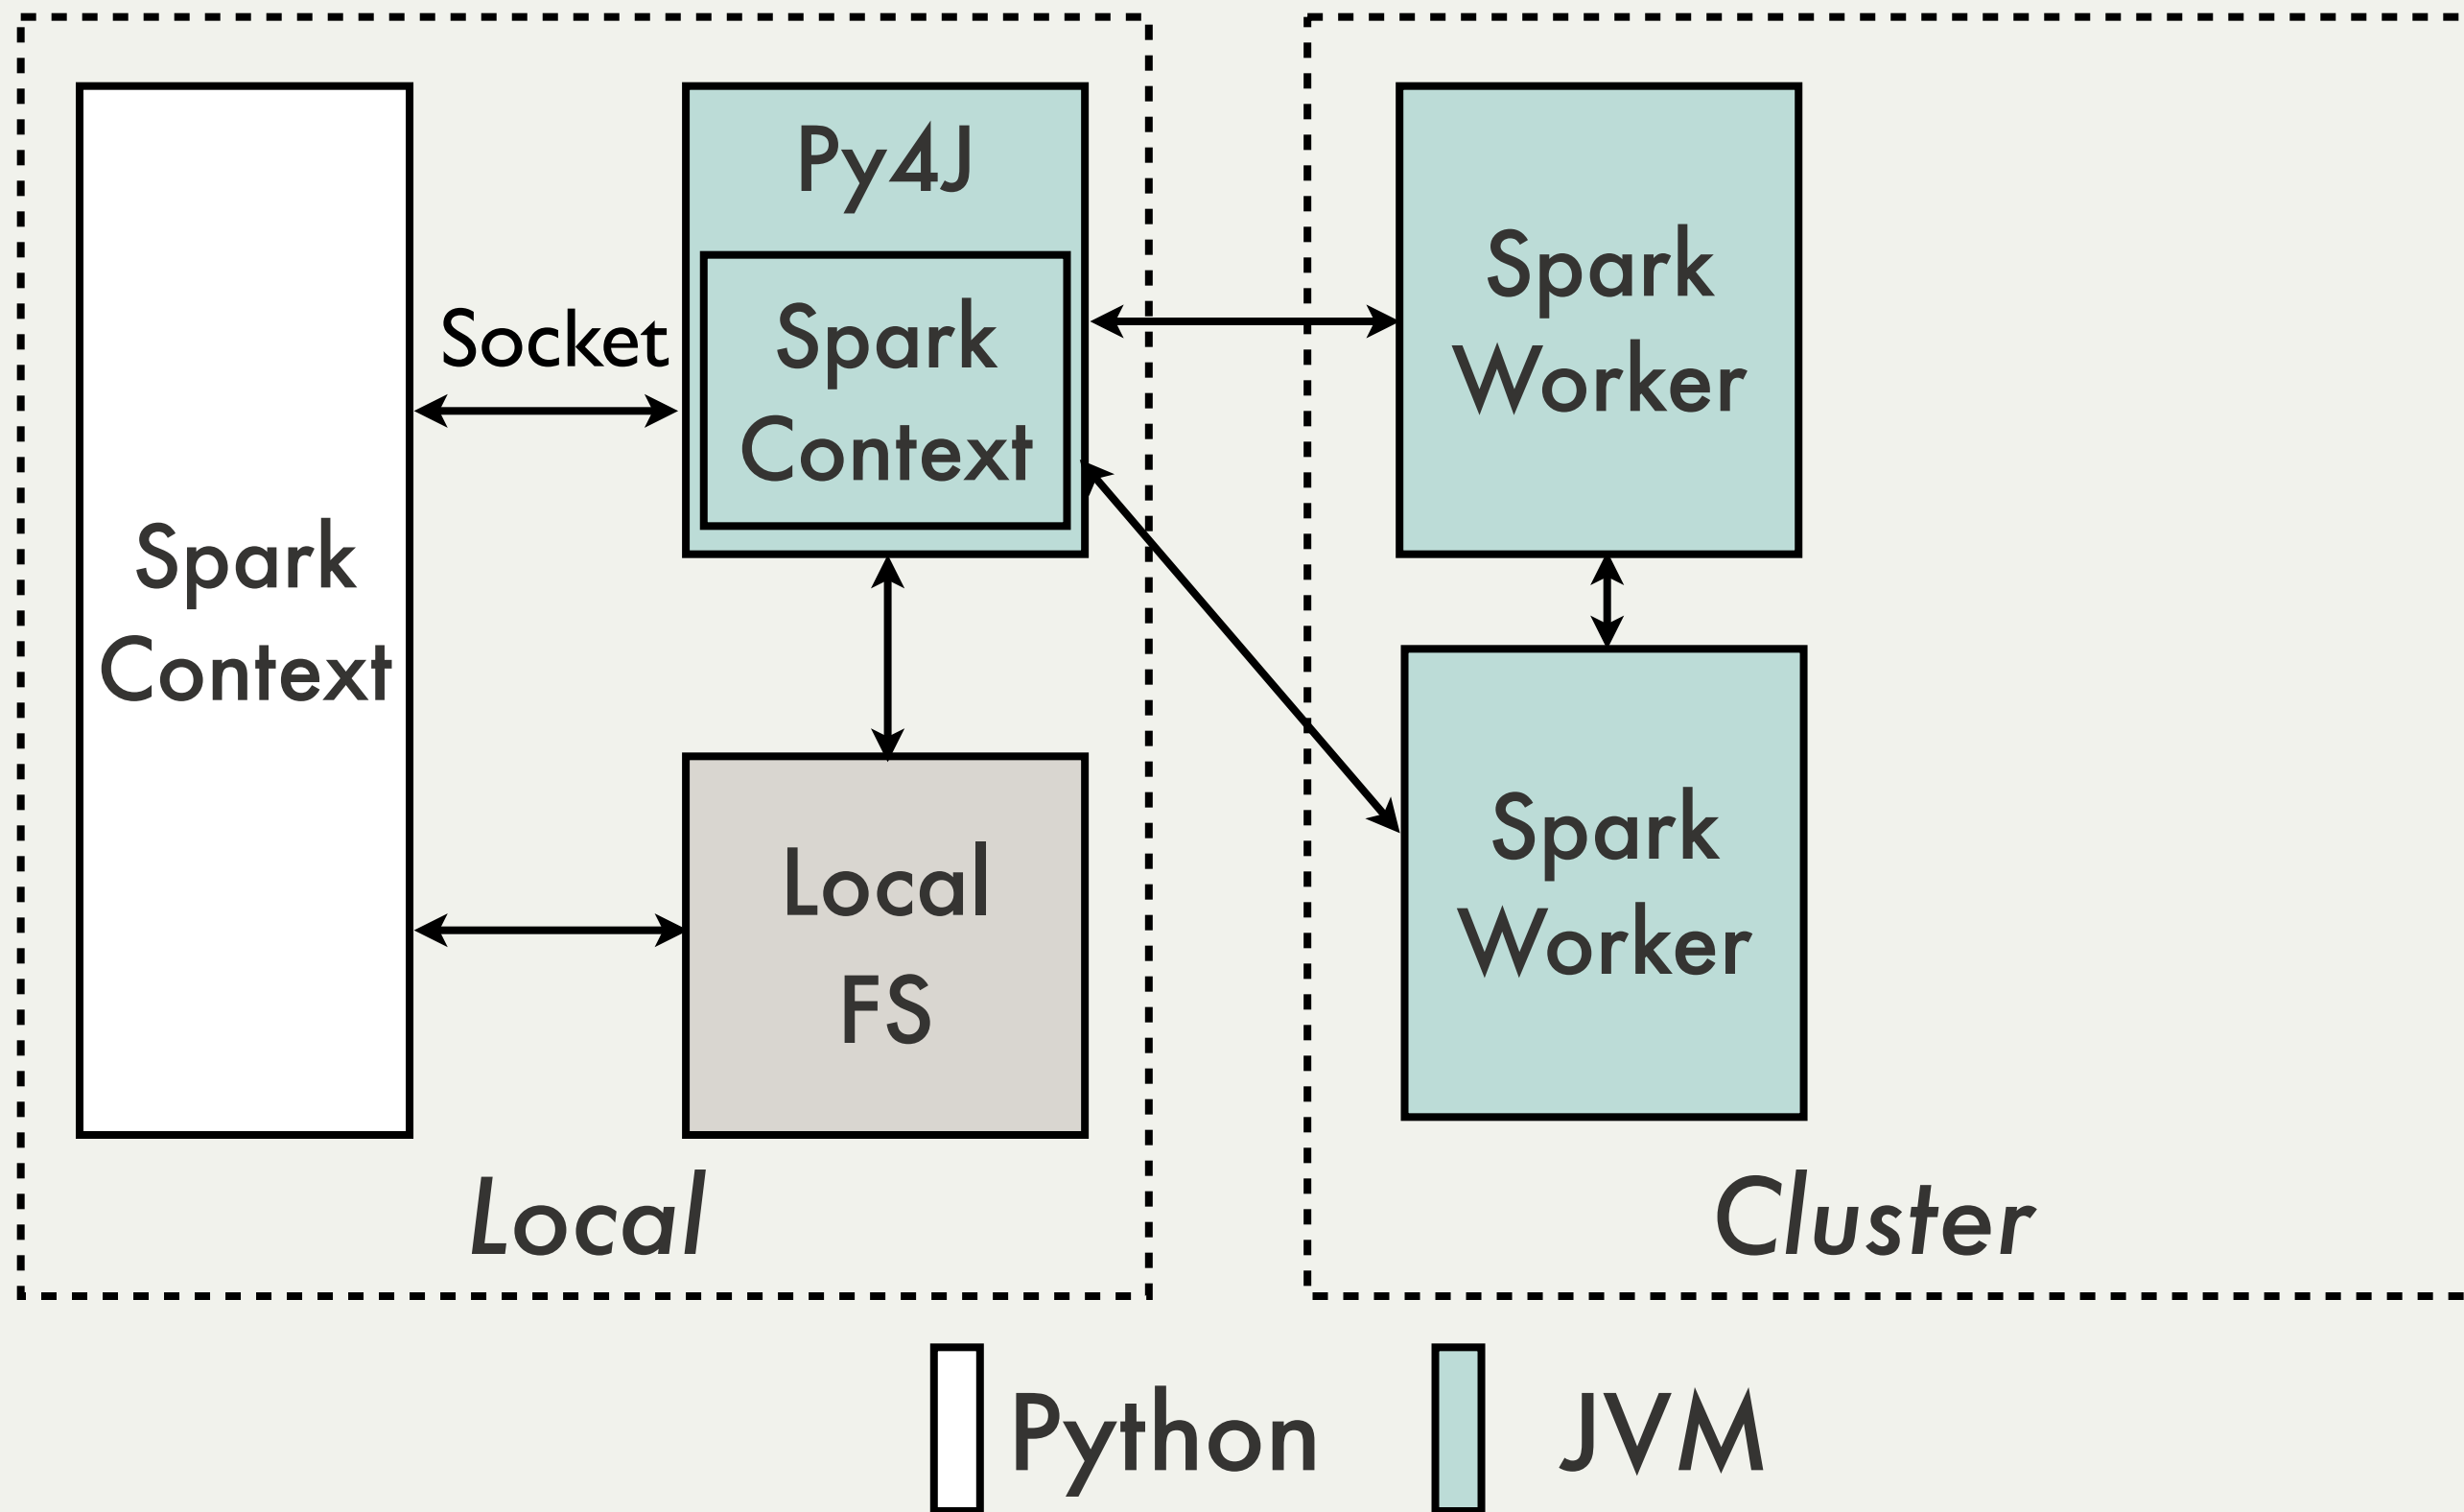 Py4J
Spark
Context
Socket
Spark
Context
Local
FS
Local
Spark
Worker
Spark
Worker
Cluster
Python
JVM